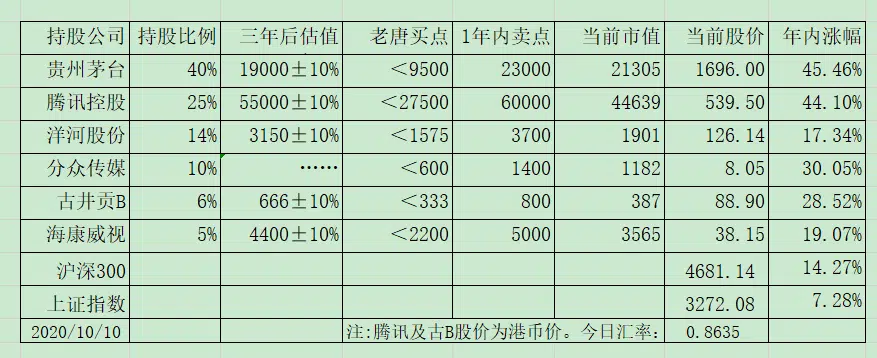 持股公司 持股比例 三年后估值 老唐买点 1年内卖点 当前市值 当前股价 年内涨幅
贵州茅台 40% 19000±10% <9500 23000 21305 1696.00 45.46%
腾讯控股 25% 55000±10% <27500 60000 44639 539.50 44.10%
洋河股份 14% 3150±10% <1575 3700 1901 126.14 17.34%
分众传媒 10% …… <600 1400 1182 8.05 30.05%
古井贡B 6% 666±10% <333 800 387 88.90 28.52%
海康威视 5% 4400±10% <2200 5000 3565 38.15 19.07%
沪深300 4681.14 14.27%
上证指数 3272.08 7.28%
2020/10/10 注:腾讯及古B股价为港币价。今日汇率: 0.8635